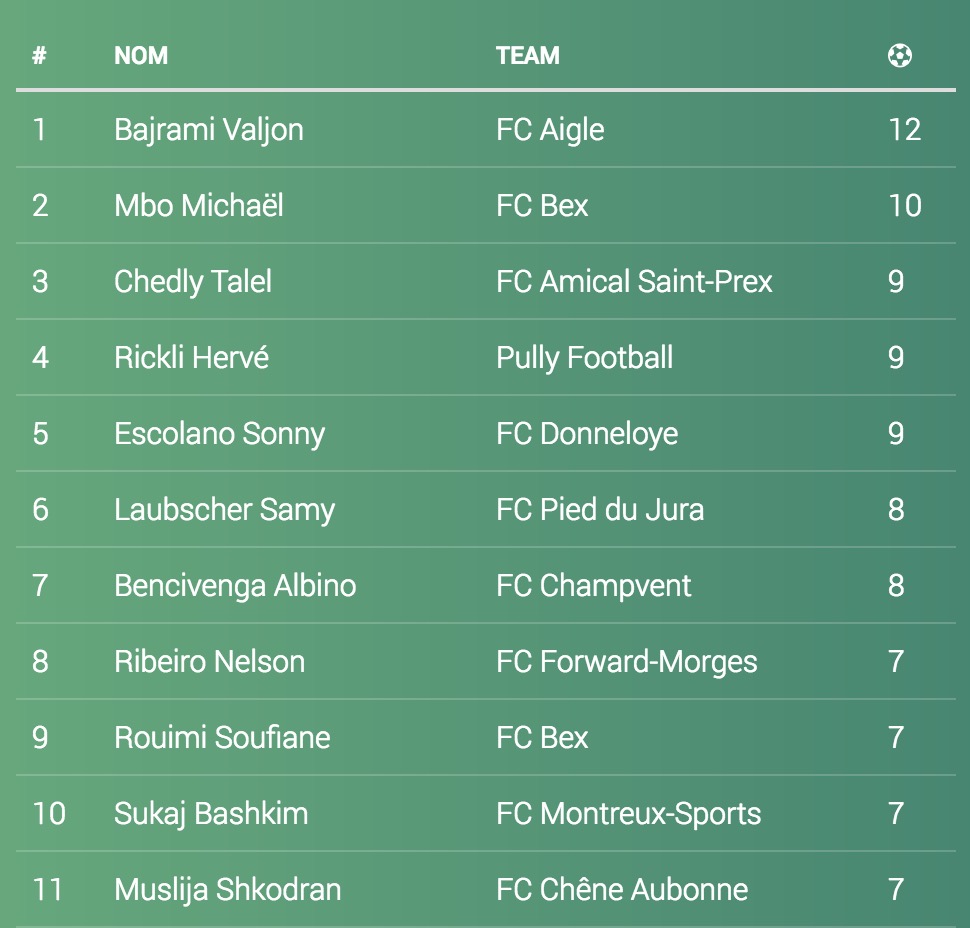 # NOM TEAM
1 Bajrami Valjon FC Aigle 12
2 Mbo Michaël FC Bex 10
3 Chedly Talel FC Amical Saint-Prex 9
4 Rickli Hervé Pully Football 9
5 Escolano Sonny FC Donneloye 9
6 Laubscher Samy FC Pied du Jura 8
7 Bencivenga Albino FC Champvent 8
8 Ribeiro Nelson FC Forward-Morges 7
9 Rouimi Soufiane FC Bex 7
10 Sukaj Bashkim FC Montreux-Sports 7
11 Muslija Shkodran FC Chêne Aubonne 7